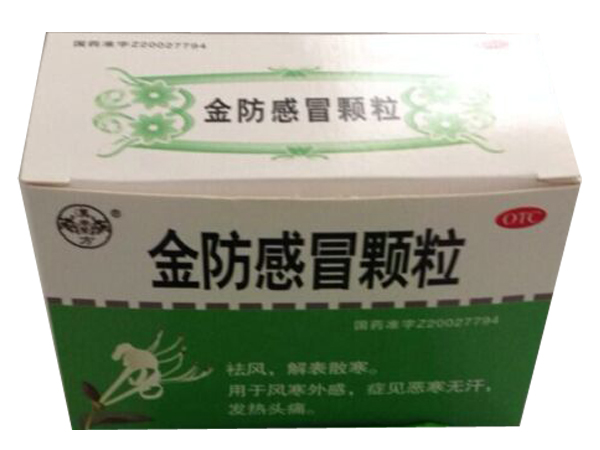 国药准字Z20027794
金防感冒颗粒
汉
方
®
OTC
金防感冒颗粒
国药准字Z20027794
祛风,解表散寒。
用于风寒外感,症见恶寒无汗,
发热头痛。